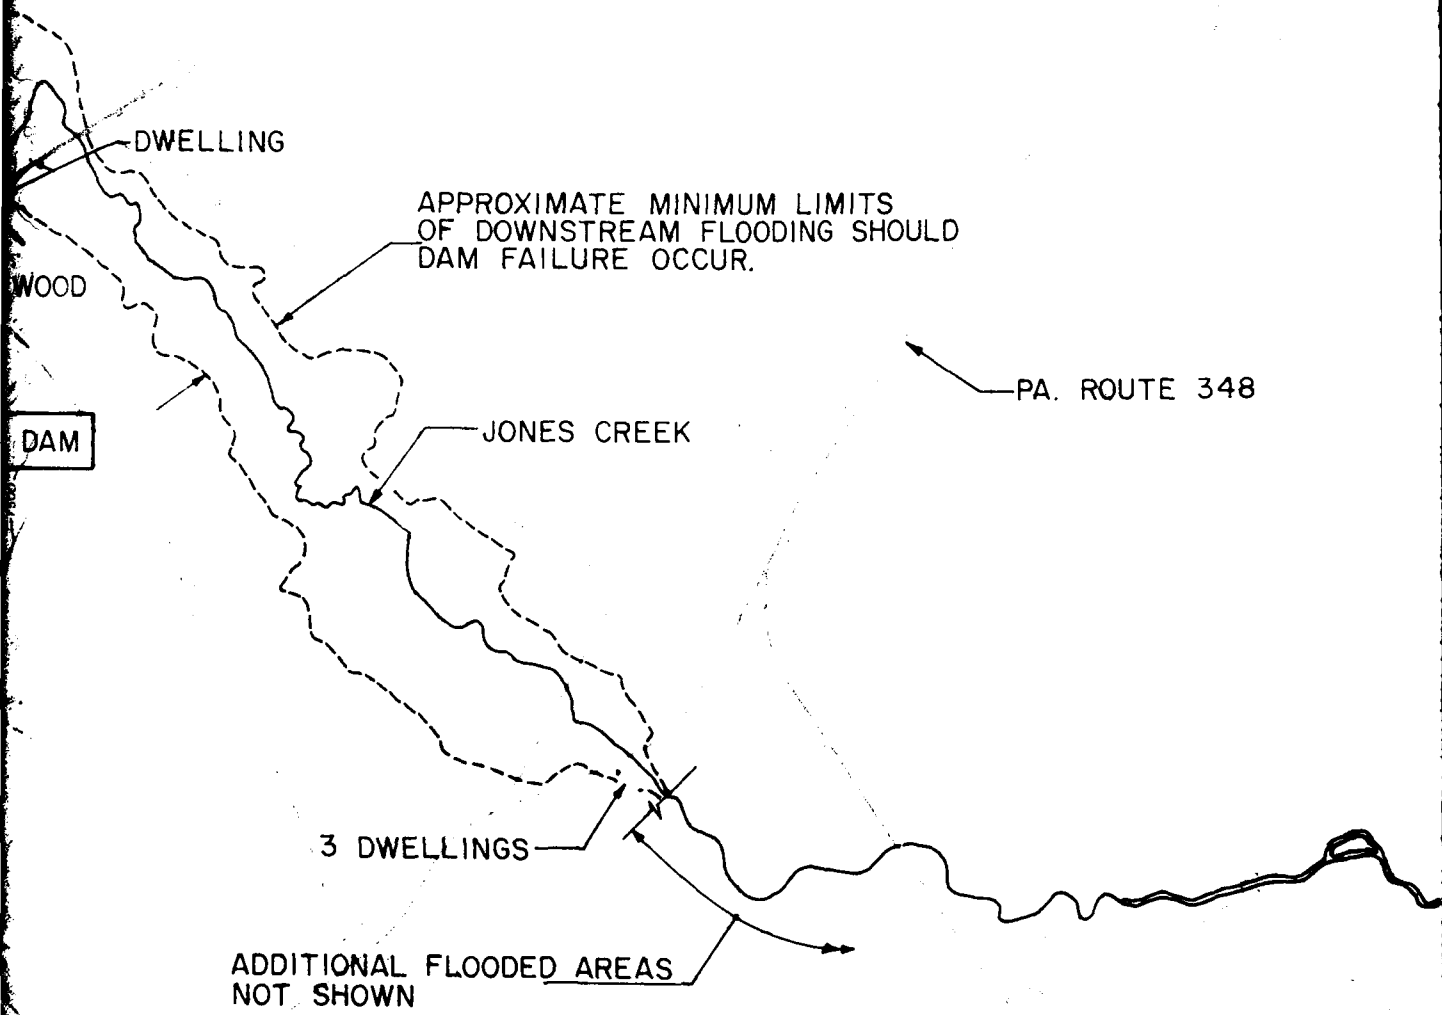 DWELLING
APPROXIMATE MINIMUM LIMITS
OF DOWNSTREAM FLOODING SHOULD
DAM FAILURE OCCUR.
WOOD
PA. ROUTE 348
DAM
JONES CREEK
3 DWELLINGS
ADDITIONAL FLOODED AREAS
NOT SHOWN